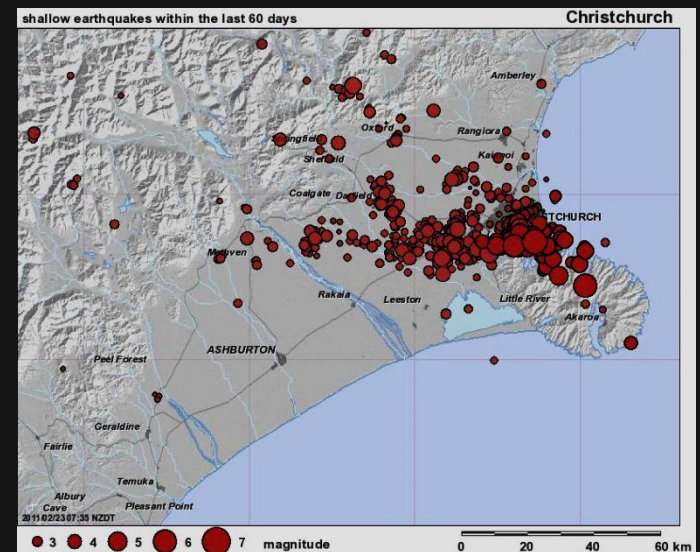 shallow earthquakes within the last 60 days
Christchurch
Amberley
Oxford
Rangiora
Springfield
Kaiapoi
Sheffield
Coalgate
Darfield
CHRISTCHURCH
Methven
Rakaia
Leeston
Little River
Akaroa
ASHBURTON
Peel Forest
Geraldine
Fairlie
Temuka
Albury
Cave
Pleasant Point
2011/02/23 07:35 NZDT
3 4 5 6 7 magnitude
0 20 40 60 km